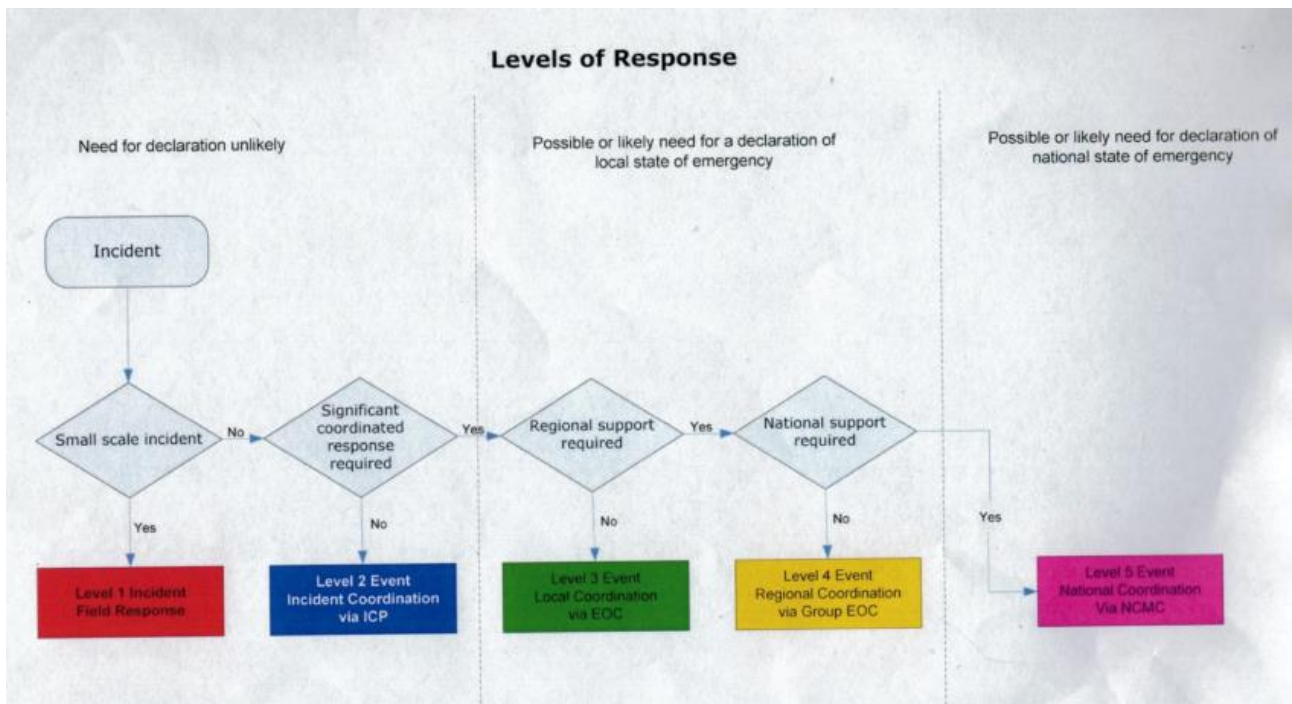 Levels of Response
Need for declaration unlikely
Possible or likely need for a declaration of
local state of emergency
Possible or likely need for declaration of
national state of emergency
Incident
Small scale incident
No
Significant
coordinated
response
required
Yes
Regional support
required
Yes
National support
required
Yes
No
No
No
Yes
Level 1 Incident
Field Response
Level 2 Event
Incident Coordination
via ICP
Level 3 Event
Local Coordination
via EOC
Level 4 Event
Regional Coordination
via Group EOC
Level 5 Event
National Coordination
Via NCMC